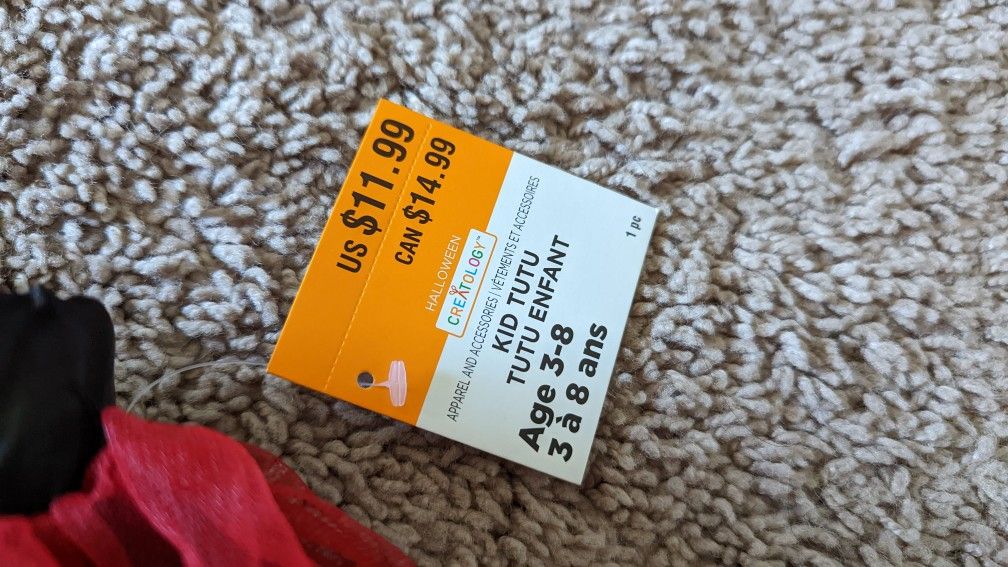 US $11.99
CAN $14.99
HALLOWEEN
CREATOLOGY™
APPAREL AND ACCESSORIES | VÊTEMENTS ET ACCESSOIRES
KID TUTU
TUTU ENFANT
Age 3-8
3 à 8 ans
1 pc